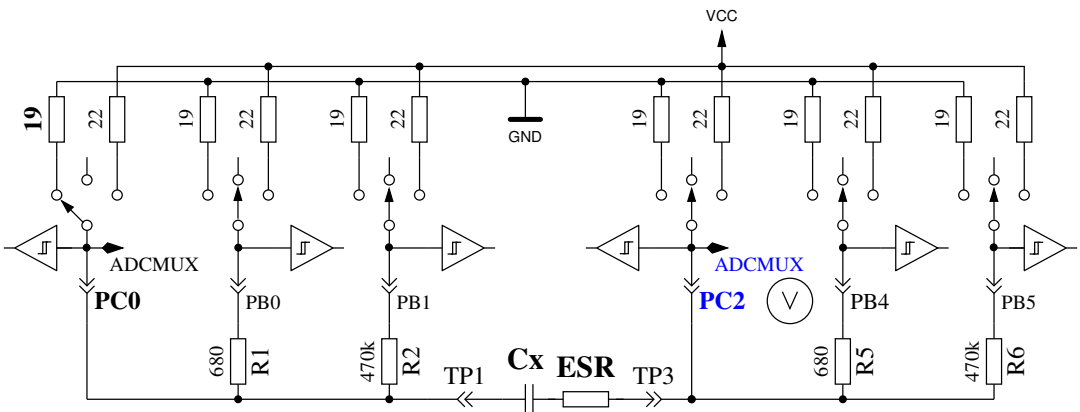 VCC
19
22
19
22
19
22
GND
19
22
19
22
19
22
ADCMUX
ADCMUX
PC0
PB0
PB1
PC2
V
PB4
PB5
680
R1
470k
R2
680
R5
470k
R6
TP1
Cx
ESR
TP3